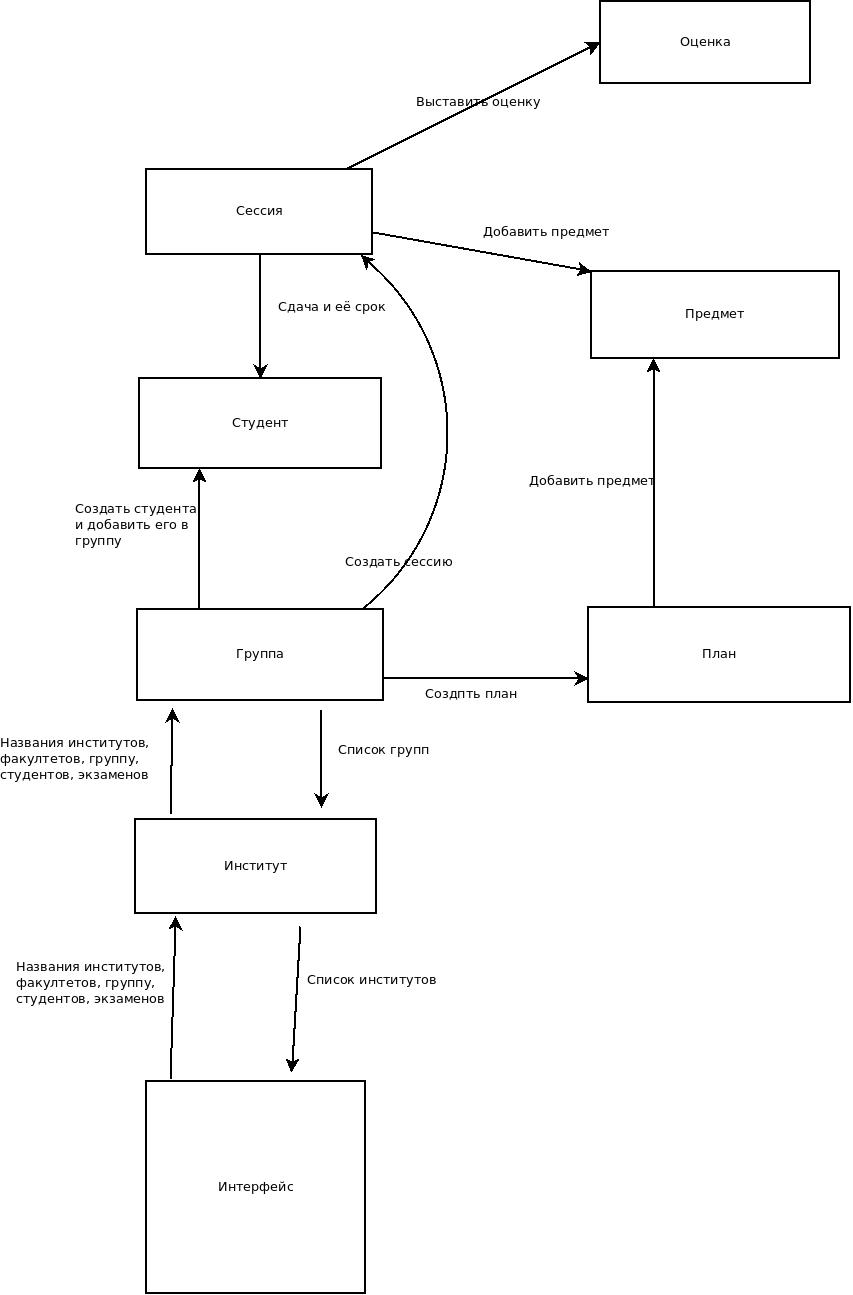 Оценка
Выставить оценку
Сессия
Добавить предмет
Сдача и её срок
Предмет
Студент
Добавить предмет
Создать студента
и добавить его в
группу
Создать сессию
Группа
План
Создпть план
Названия институтов,
факултетов, группу,
студентов, экзаменов
Список групп
Институт
Названия институтов,
факултетов, группу,
студентов, экзаменов
Список институтов
Интерфейс